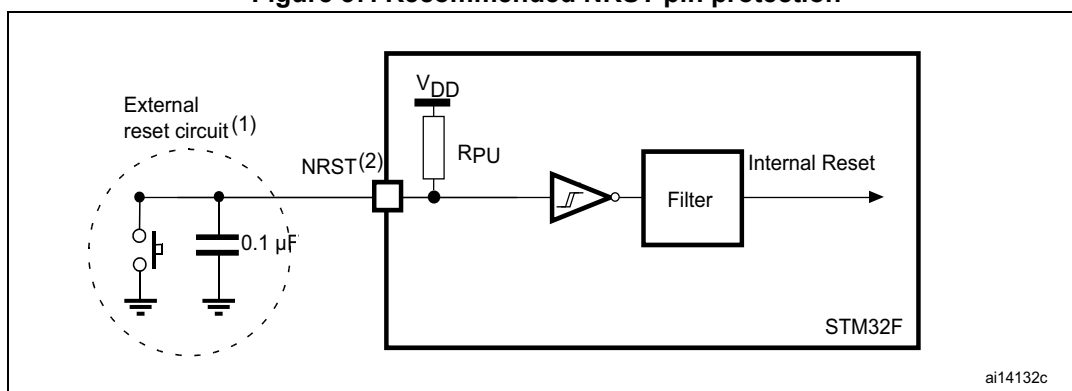 External
reset circuit(1)
NRST(2)
VDD
RPU
Filter
Internal Reset
0.1 µF
STM32F
ai14132c